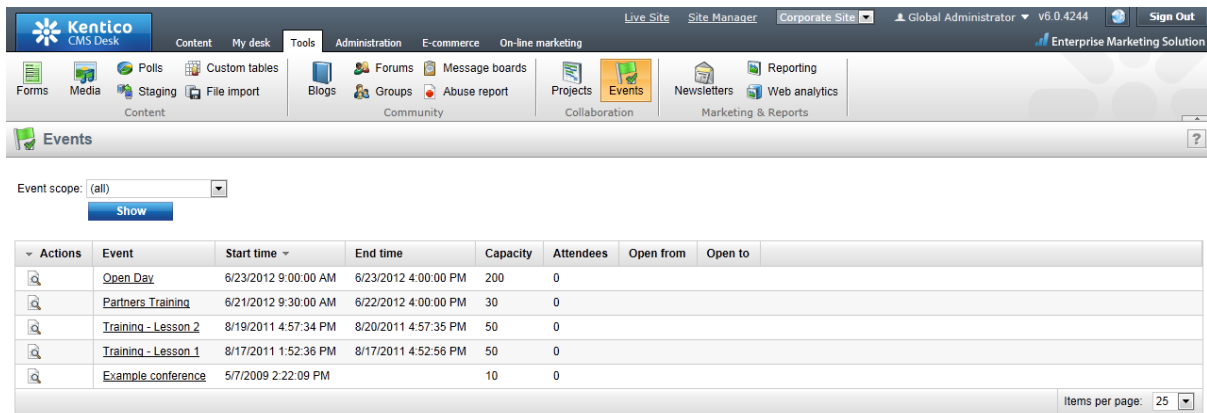 Kentico
CMS Desk
Live Site Site Manager Corporate Site Global Administrator v6.0.4244 Sign Out
Content My desk Tools Administration E-commerce On-line marketing
Enterprise Marketing Solution
Forms Media Polls Custom tables Staging File import
Content
Blogs Forums Message boards Groups Abuse report
Community
Projects Events
Collaboration
Newsletters Reporting Web analytics
Marketing & Reports
Events ?
Event scope: (all)
Show
Actions Event Start time End time Capacity Attendees Open from Open to
Open Day 6/23/2012 9:00:00 AM 6/23/2012 4:00:00 PM 200 0
Partners Training 6/21/2012 9:30:00 AM 6/22/2012 4:00:00 PM 30 0
Training - Lesson 2 8/19/2011 4:57:34 PM 8/20/2011 4:57:35 PM 50 0
Training - Lesson 1 8/17/2011 1:52:36 PM 8/17/2011 4:52:56 PM 50 0
Example conference 5/7/2009 2:22:09 PM 10 0
Items per page: 25